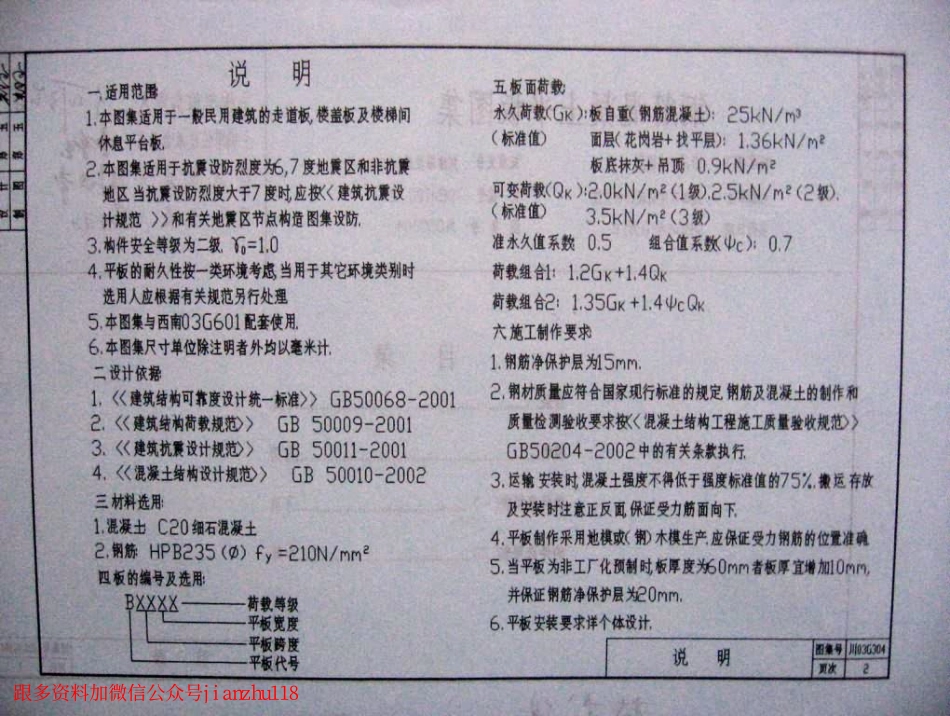 说 明
一.适用范围:
1.本图集适用于一般民用建筑的走道板,楼盖板及楼梯间
休息平台板.
2.本图集适用于抗震设防烈度为6,7度地震区和非抗震
地区.当抗震设防烈度大于7度时,应按<<建筑抗震设
计规范>>和有关地震区节点构造图集设防.
3.构件安全等级为二级. γ₀=1.0
4.平板的耐久性按一类环境考虑,当用于其它环境类别时
选用人应根据有关规范另行处理.
5.本图集与西南03G601配套使用.
6.本图集尺寸单位除注明者外均以毫米计.
二.设计依据:
1.<<建筑结构可靠度设计统一标准>> GB50068-2001
2.<<建筑结构荷载规范>> GB 50009-2001
3.<<建筑抗震设计规范>> GB 50011-2001
4.<<混凝土结构设计规范>> GB 50010-2002
三.材料选用:
1.混凝土 C20细石混凝土
2.钢筋: HPB235(Φ) fy=210N/mm²
四.板的编号及选用:
BXXXX
荷载等级
平板宽度
平板跨度
平板代号
五.板面荷载:
永久荷载(GK):板自重(钢筋混凝土): 25kN/m³
(标准值) 面层(花岗岩+找平层): 1.36kN/m²
板底抹灰+吊顶: 0.9kN/m²
可变荷载(QK):2.0kN/m²(1级).2.5kN/m²(2级).
(标准值) 3.5kN/m²(3级)
准永久值系数: 0.5 组合值系数(ψc): 0.7
荷载组合1: 1.2GK+1.4QK
荷载组合2: 1.35GK+1.4ψcQK
六.施工制作要求:
1.钢筋净保护层为15mm.
2.钢材质量应符合国家现行标准的规定.钢筋及混凝土的制作和
质量检测验收要求按<<混凝土结构工程施工质量验收规范>>
GB50204-2002中的有关条款执行.
3.运输.安装时,混凝土强度不得低于强度标准值的75%.搬运.存放
及安装时注意正反面,保证受力筋面向下.
4.平板制作采用地模或(钢)木模生产.应保证受力钢筋的位置准确.
5.当平板为非工厂化预制时,板厚度为60mm者板厚宜增加10mm,
并保证钢筋净保护层为20mm.
6.平板安装要求详个体设计.
说 明
图集号 川03G304
页次 2
跟多资料加微信公众号jianzhu118